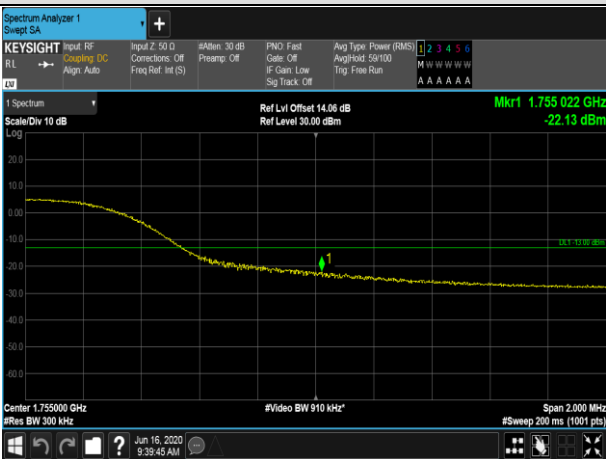 Spectrum Analyzer 1
Swept SA
+
KEYSIGHT Input: RF Input Z: 50 Ω #Atten: 30 dB PNO: Fast Avg Type: Power (RMS) 1 2 3 4 5 6
RL Coupling: DC Corrections: Off Preamp: Off Gate: Off Avg|Hold: 59/100 M W W W W W
Align: Auto Freq Ref: Int (S) IF Gain: Low Trig: Free Run
LXI Sig Track: Off A A A A A A
1 Spectrum Ref Lvl Offset 14.06 dB Mkr1 1.755 022 GHz
Scale/Div 10 dB Ref Level 30.00 dBm -22.13 dBm
Log
20.0
10.0
0.00
-10.0
DL1 -13.00 dBm
1
-20.0
-30.0
-40.0
-50.0
-60.0
Center 1.755000 GHz #Video BW 910 kHz* Span 2.000 MHz
#Res BW 300 kHz #Sweep 200 ms (1001 pts)
? Jun 16, 2020
9:39:45 AM